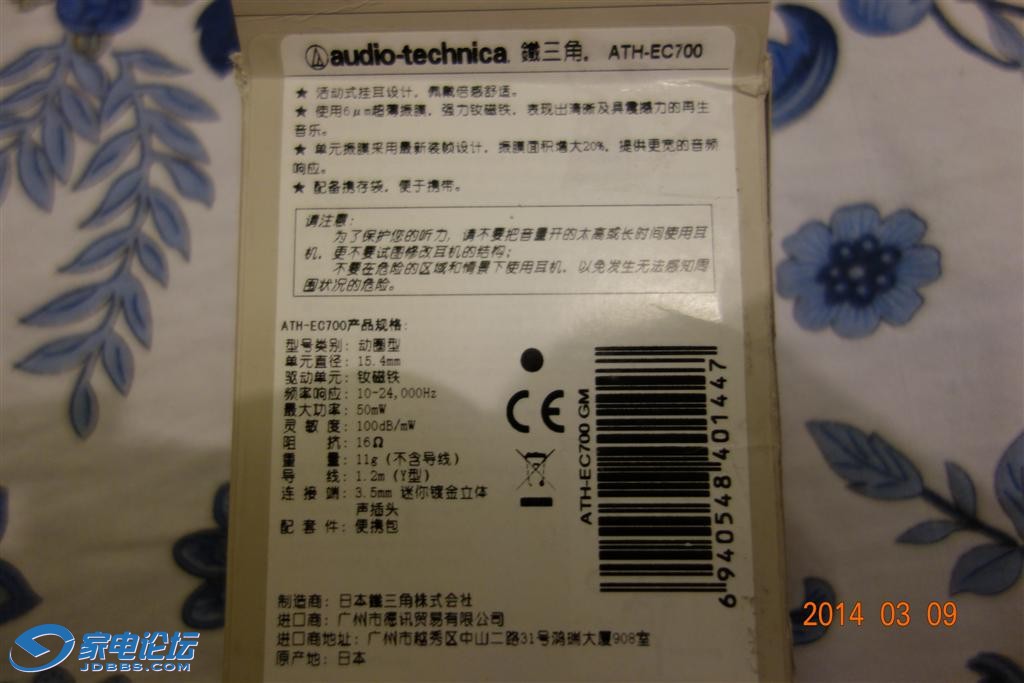 audio-technica 鐵三角. ATH-EC700
★ 活动式挂耳设计，佩戴倍感舒适。
★ 使用6μm超薄振膜，强力钕磁铁，表现出清晰及具震撼力的再生
音乐。
★ 单元振膜采用最新装帧设计，振膜面积增大20%，提供更宽的音频
响应。
★ 配备携存袋，便于携带。
请注意：
为了保护您的听力，请不要把音量开的太高或长时间使用耳
机，更不要试图修改耳机的结构；
不要在危险的区域和情景下使用耳机，以免发生无法感知周
围状况的危险。
ATH-EC700产品规格：
型号类别：动圈型
单元直径：15.4mm
驱动单元：钕磁铁
频率响应：10-24,000Hz
最大功率：50mW
灵敏度：100dB/mW
阻抗：16Ω
重量：11g（不含导线）
导线：1.2m（Y型）
连接端：3.5mm 迷你镀金立体
声插头
配套件：便携包
CE
ATH-EC700 GM
6940548401447
制造商：日本鐵三角株式会社
进口商：广州市德讯贸易有限公司
进口商地址：广州市越秀区中山二路31号鸿瑞大厦908室
原产地：日本
2014 03 09
家电论坛
JDBBS.COM